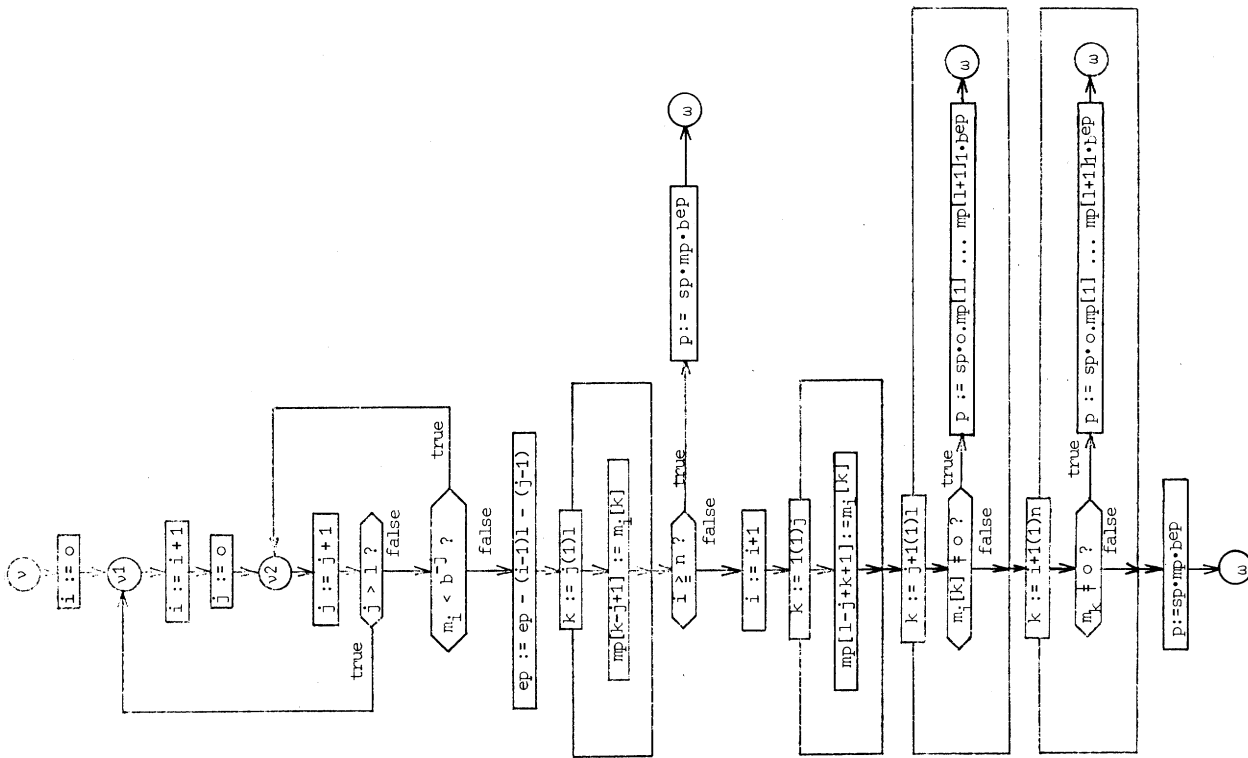 ν
i := o
ν1
i := i + 1
j := o
ν2
j := j + 1
j > l ?
true
false
m_i < b^-j ?
true
false
ep := ep - (i-1)l - (j-1)
k := j(1)l
mp[k-j+1] := m_i[k]
i ≥ n ?
true
p:= sp•mp•b^ep
ω
false
i := i+1
k := 1(1)j
mp[l-j+k+1]:=m_i[k]
k := j+1(1)l
m_i[k] ≠ o ?
true
p := sp•o.mp[1] ... mp[l+1]1•b^ep
ω
false
k := i+1(1)n
m_k ≠ o ?
true
p := sp•o.mp[1] ... mp[l+1]1•b^ep
ω
false
p:=sp•mp•b^ep
ω